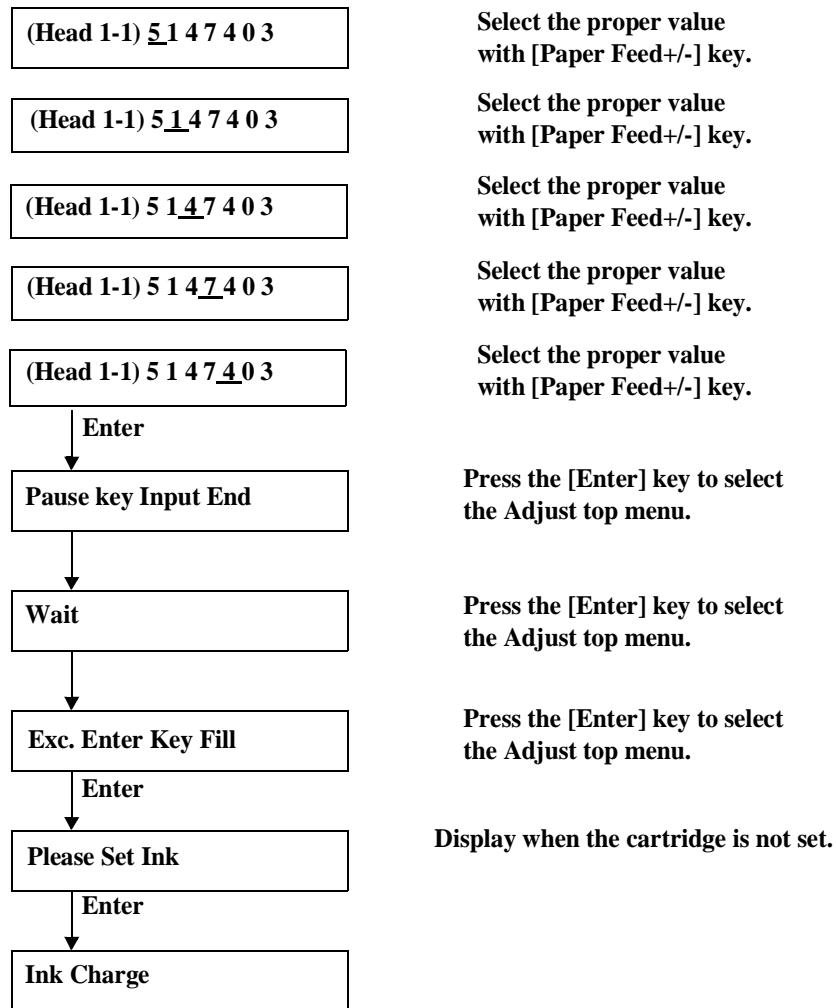 (Head 1-1) 5 1 4 7 4 0 3
Select the proper value
with [Paper Feed+/-] key.
(Head 1-1) 5 1 4 7 4 0 3
Select the proper value
with [Paper Feed+/-] key.
(Head 1-1) 5 1 4 7 4 0 3
Select the proper value
with [Paper Feed+/-] key.
(Head 1-1) 5 1 4 7 4 0 3
Select the proper value
with [Paper Feed+/-] key.
(Head 1-1) 5 1 4 7 4 0 3
Select the proper value
with [Paper Feed+/-] key.
Enter
Pause key Input End
Press the [Enter] key to select
the Adjust top menu.
Wait
Press the [Enter] key to select
the Adjust top menu.
Exc. Enter Key Fill
Press the [Enter] key to select
the Adjust top menu.
Enter
Please Set Ink
Display when the cartridge is not set.
Enter
Ink Charge